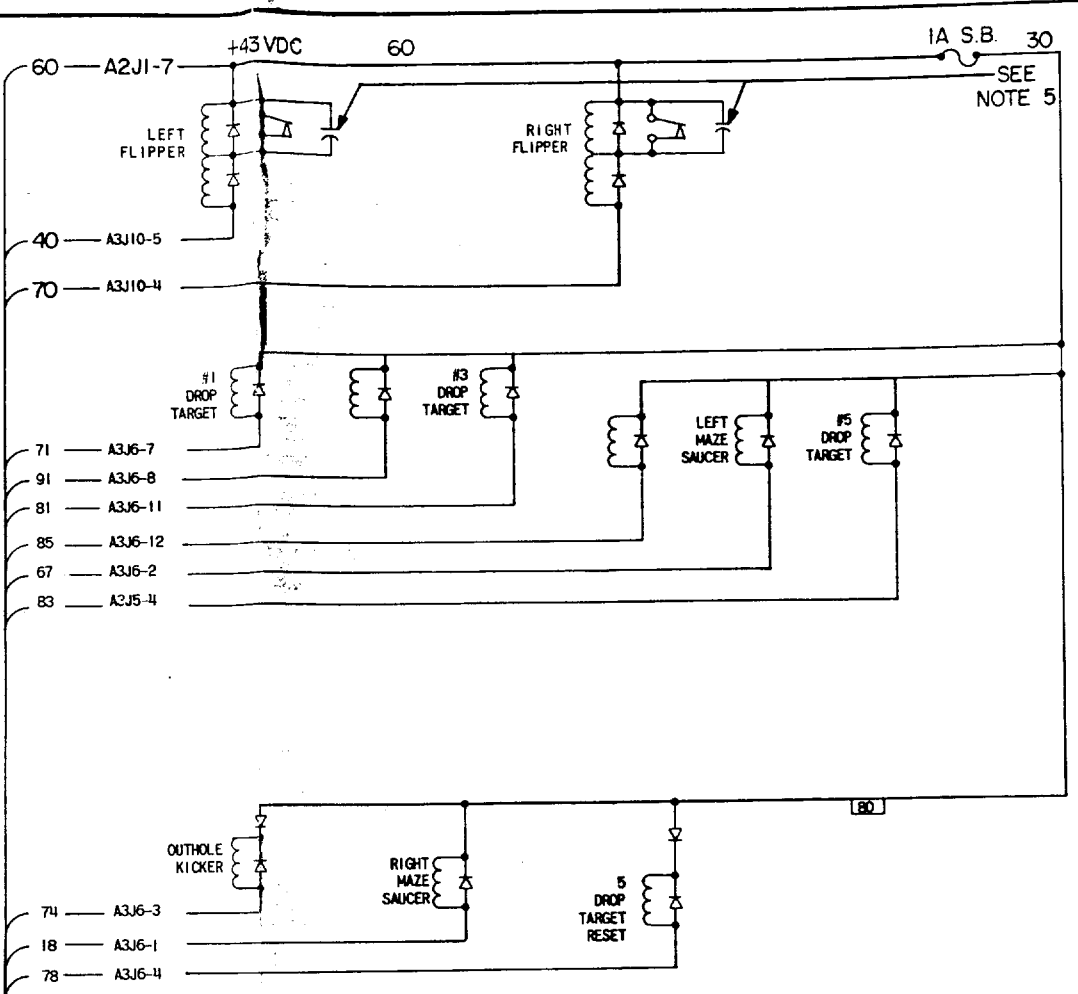 +43 VDC
60
1A S.B.
30
60 A2J1-7
SEE
NOTE 5
LEFT
FLIPPER
RIGHT
FLIPPER
40 A3J10-5
70 A3J10-4
#1
DROP
TARGET
#3
DROP
TARGET
LEFT
MAZE
SAUCER
#5
DROP
TARGET
71 A3J6-7
91 A3J6-8
81 A3J6-11
85 A3J6-12
67 A3J6-2
83 A3J5-4
80
OUTHOLE
KICKER
RIGHT
MAZE
SAUCER
5
DROP
TARGET
RESET
74 A3J6-3
18 A3J6-1
78 A3J6-4